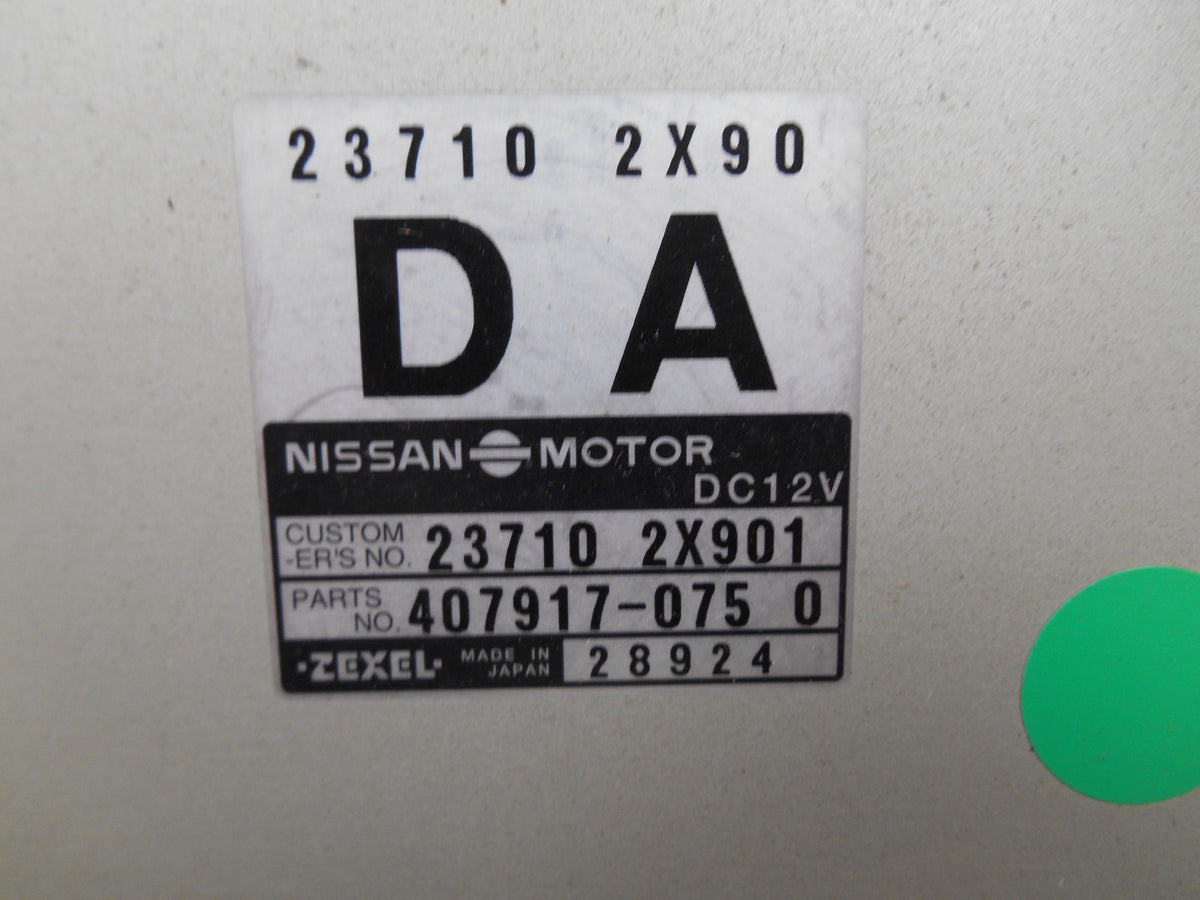 23710 2X90
DA
NISSAN MOTOR
DC12V
CUSTOM
-ER'S NO. 23710 2X901
PARTS
NO. 407917-075 0
·ZEXEL· MADE IN
JAPAN 28924